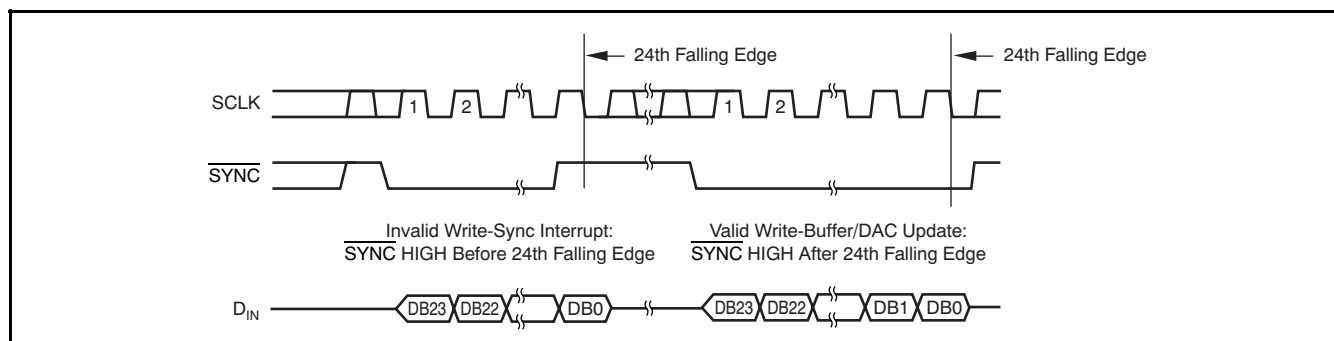 24th Falling Edge
24th Falling Edge
SCLK
1
2
1
2
SYNC
Invalid Write-Sync Interrupt:
SYNC HIGH Before 24th Falling Edge
Valid Write-Buffer/DAC Update:
SYNC HIGH After 24th Falling Edge
DIN
DB23
DB22
DB0
DB23
DB22
DB1
DB0